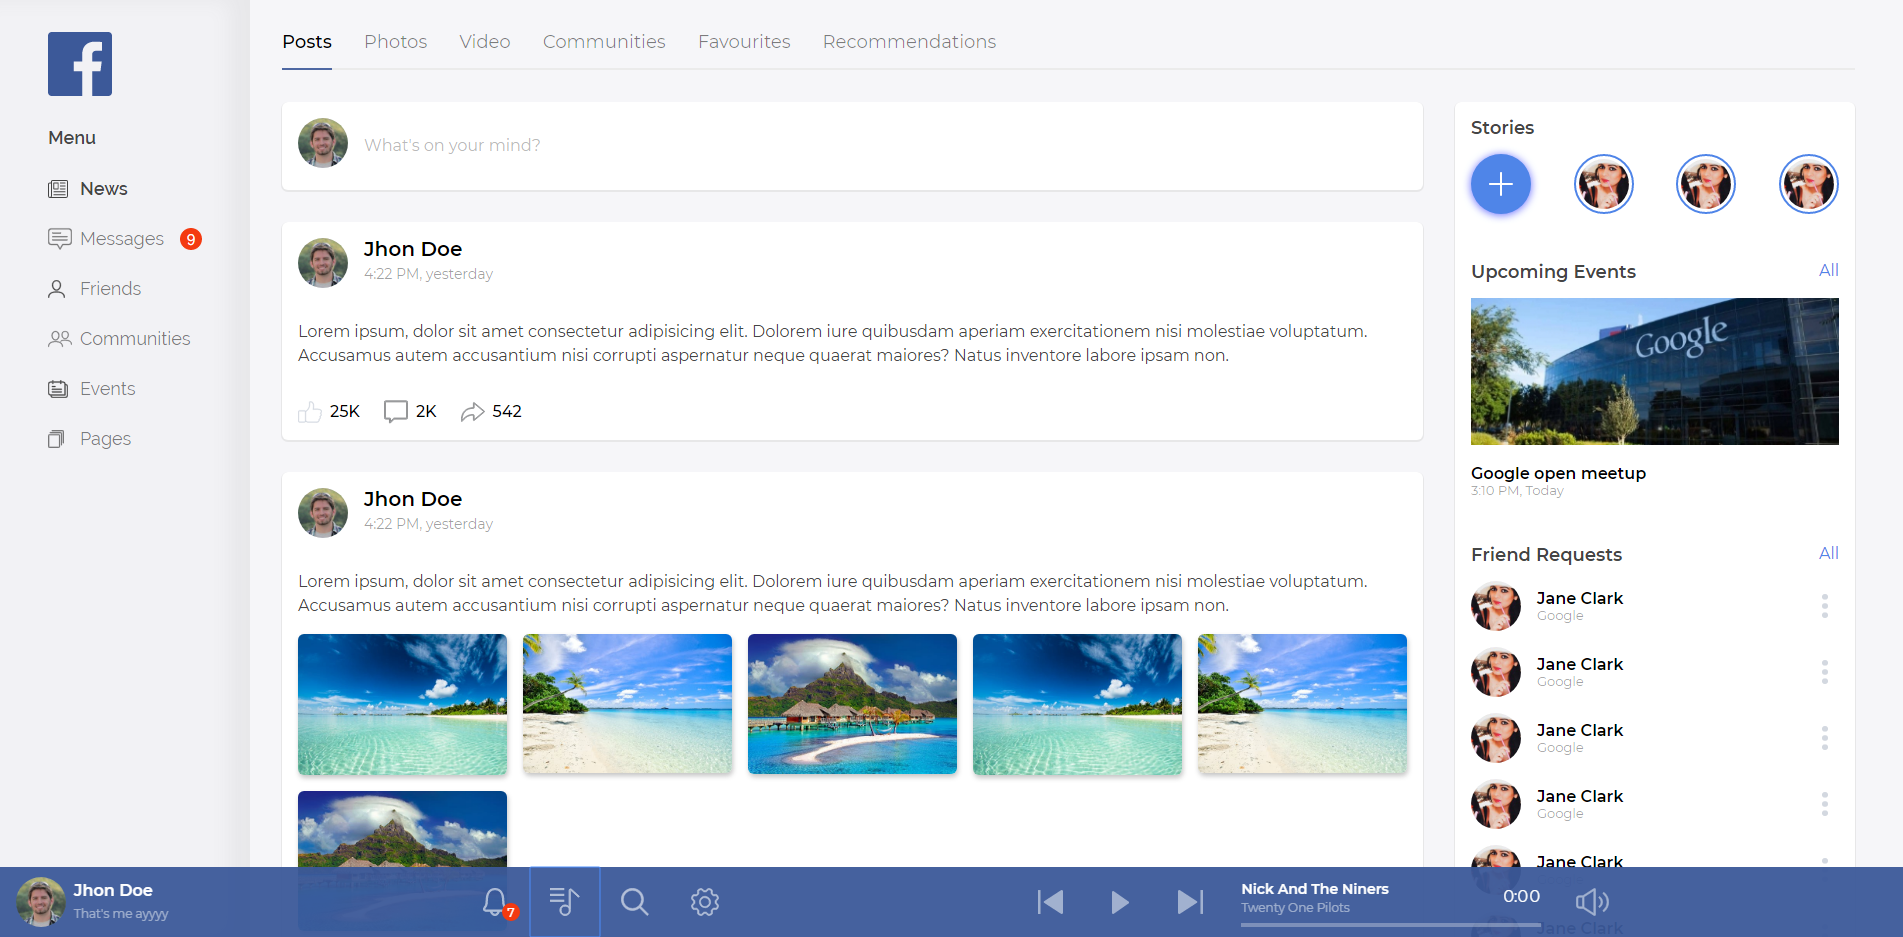 Menu
News
Messages 9
Friends
Communities
Events
Pages
Posts Photos Video Communities Favourites Recommendations
What's on your mind?
Jhon Doe
4:22 PM, yesterday
Lorem ipsum, dolor sit amet consectetur adipisicing elit. Dolorem iure quibusdam aperiam exercitationem nisi molestiae voluptatum.
Accusamus autem accusantium nisi corrupti aspernatur neque quaerat maiores? Natus inventore labore ipsam non.
25K 2K 542
Jhon Doe
4:22 PM, yesterday
Lorem ipsum, dolor sit amet consectetur adipisicing elit. Dolorem iure quibusdam aperiam exercitationem nisi molestiae voluptatum.
Accusamus autem accusantium nisi corrupti aspernatur neque quaerat maiores? Natus inventore labore ipsam non.
Stories
Upcoming Events All
Google
Google open meetup
3:10 PM, Today
Friend Requests All
Jane Clark
Google
Jane Clark
Google
Jane Clark
Google
Jane Clark
Google
Jane Clark
Jane Clark
Jhon Doe
That's me ayyyy
7
Nick And The Niners
Twenty One Pilots
0:00